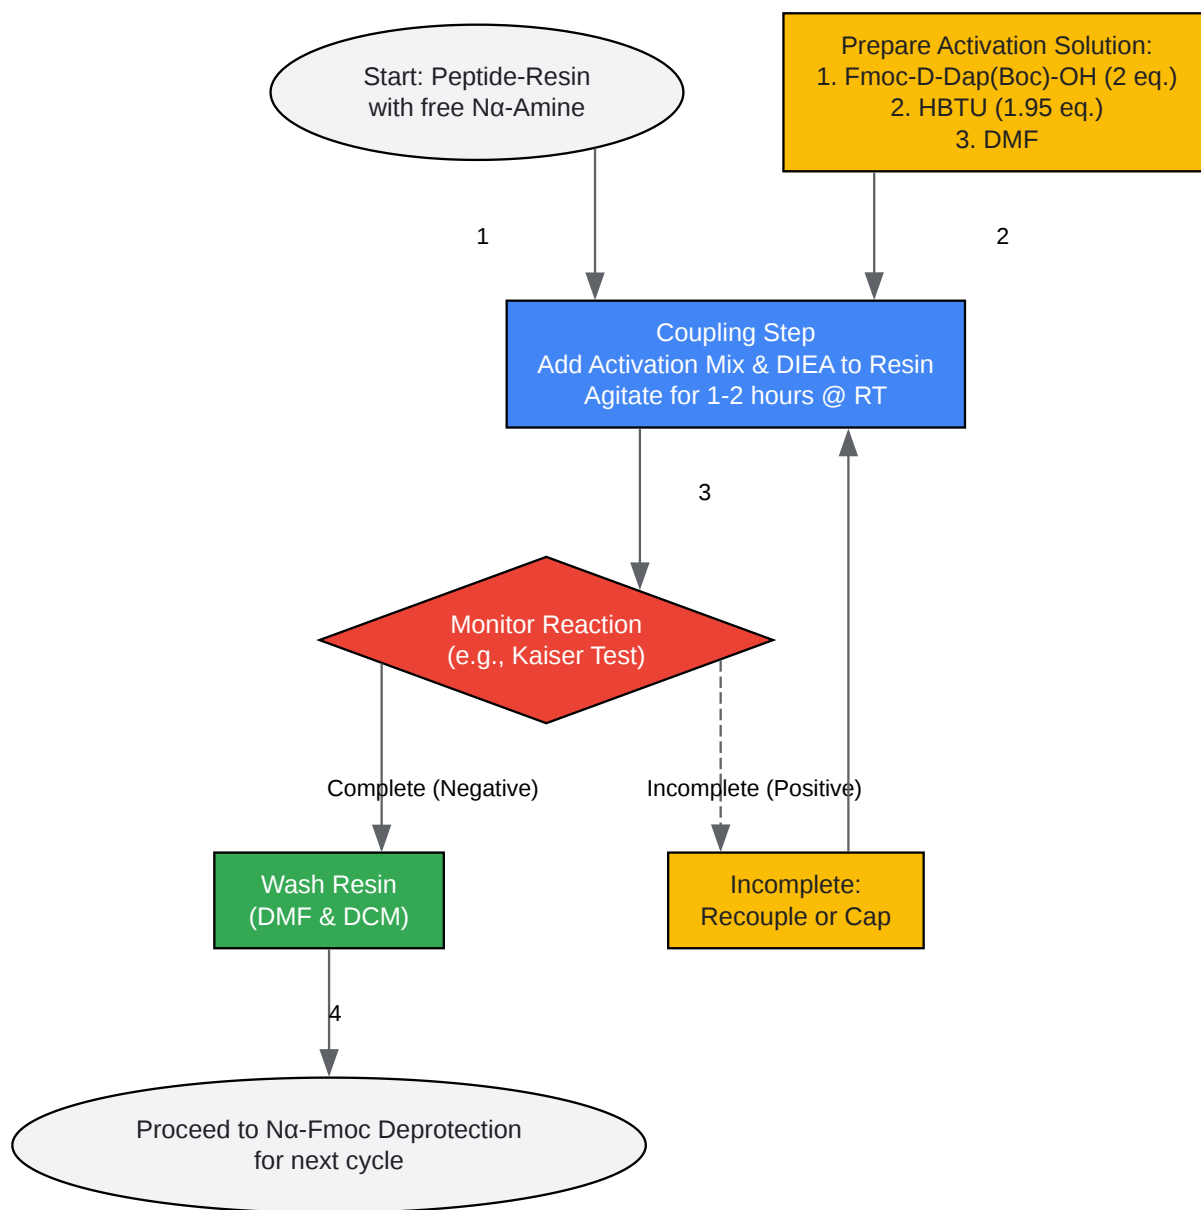 Start: Peptide-Resin
with free Nα-Amine
Prepare Activation Solution:
1. Fmoc-D-Dap(Boc)-OH (2 eq.)
2. HBTU (1.95 eq.)
3. DMF
1
2
Coupling Step
Add Activation Mix & DIEA to Resin
Agitate for 1-2 hours @ RT
3
Monitor Reaction
(e.g., Kaiser Test)
Complete (Negative)
Incomplete (Positive)
Wash Resin
(DMF & DCM)
Incomplete:
Recouple or Cap
4
Proceed to Nα-Fmoc Deprotection
for next cycle